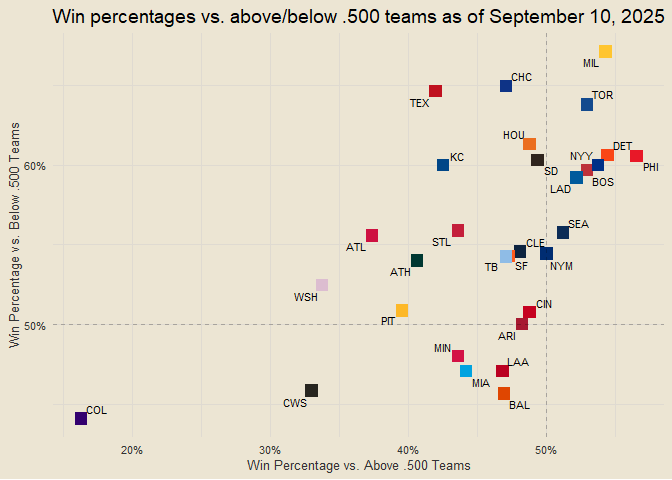 Win percentages vs. above/below .500 teams as of September 10, 2025
MIL
CHC
TEX
TOR
HOU
DET
NYY
KC
SD
PHI
LAD
BOS
SEA
STL
ATL
CLE
ATH
TB
SF
NYM
WSH
CIN
PIT
ARI
MIN
LAA
MIA
CWS
BAL
COL
60%
50%
20%
30%
40%
50%
Win Percentage vs. Below .500 Teams
Win Percentage vs. Above .500 Teams